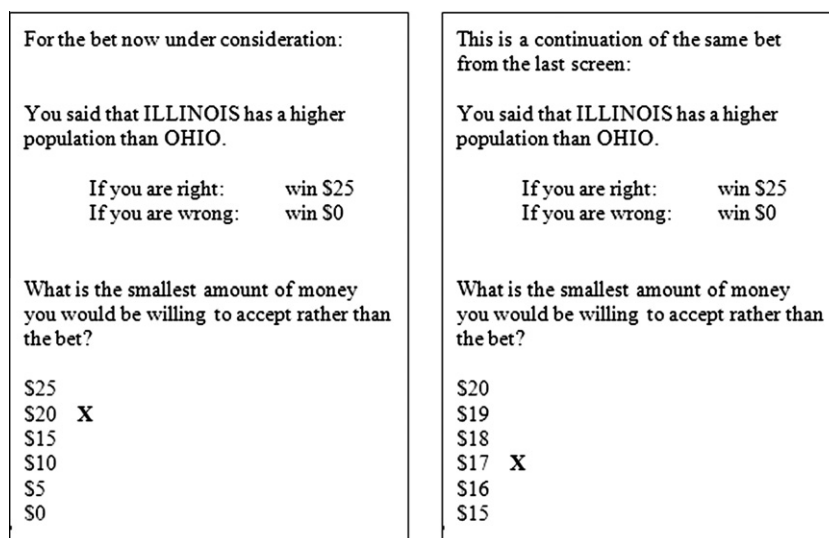 For the bet now under consideration:
You said that ILLINOIS has a higher
population than OHIO.
If you are right: win $25
If you are wrong: win $0
What is the smallest amount of money
you would be willing to accept rather than
the bet?
$25
$20 X
$15
$10
$5
$0
This is a continuation of the same bet
from the last screen:
You said that ILLINOIS has a higher
population than OHIO.
If you are right: win $25
If you are wrong: win $0
What is the smallest amount of money
you would be willing to accept rather than
the bet?
$20
$19
$18
$17 X
$16
$15